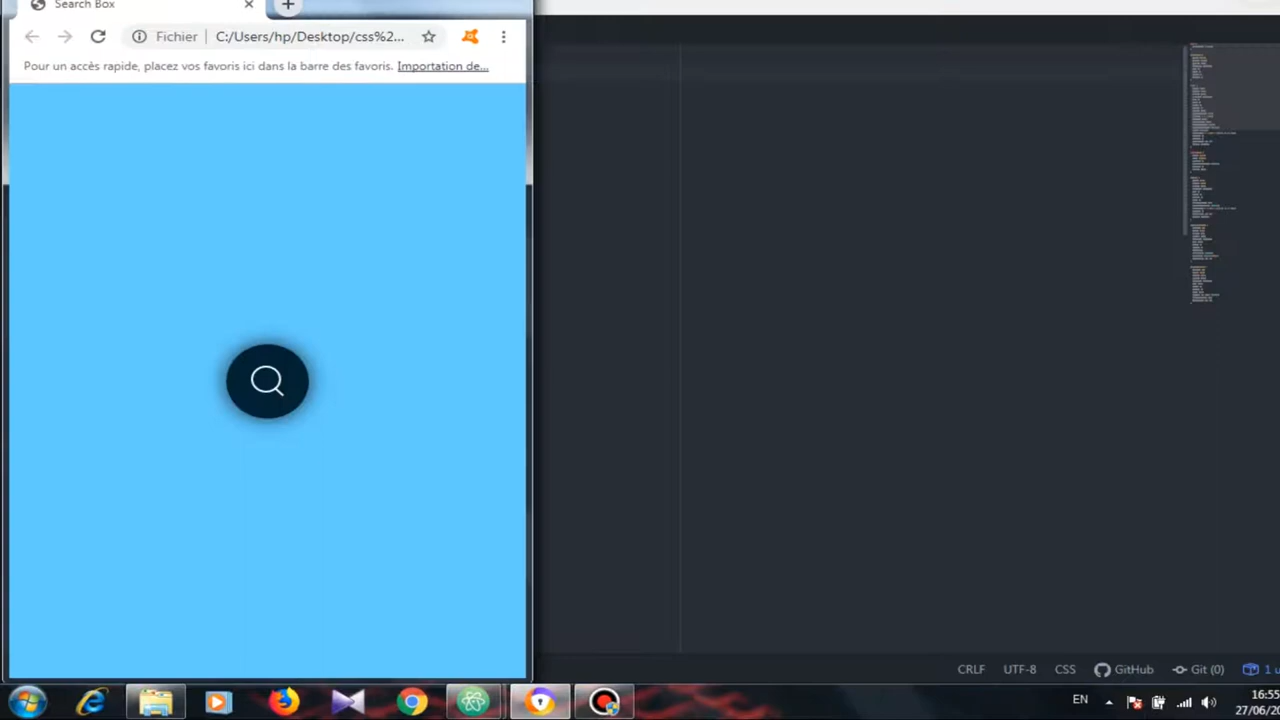 Search Box
Fichier
C:/Users/hp/Desktop/css%2...
Pour un accès rapide, placez vos favoris ici dans la barre des favoris. Importation de...
CRLF
UTF-8
CSS
GitHub
Git (0)
1 u
EN
16:55
27/06/20